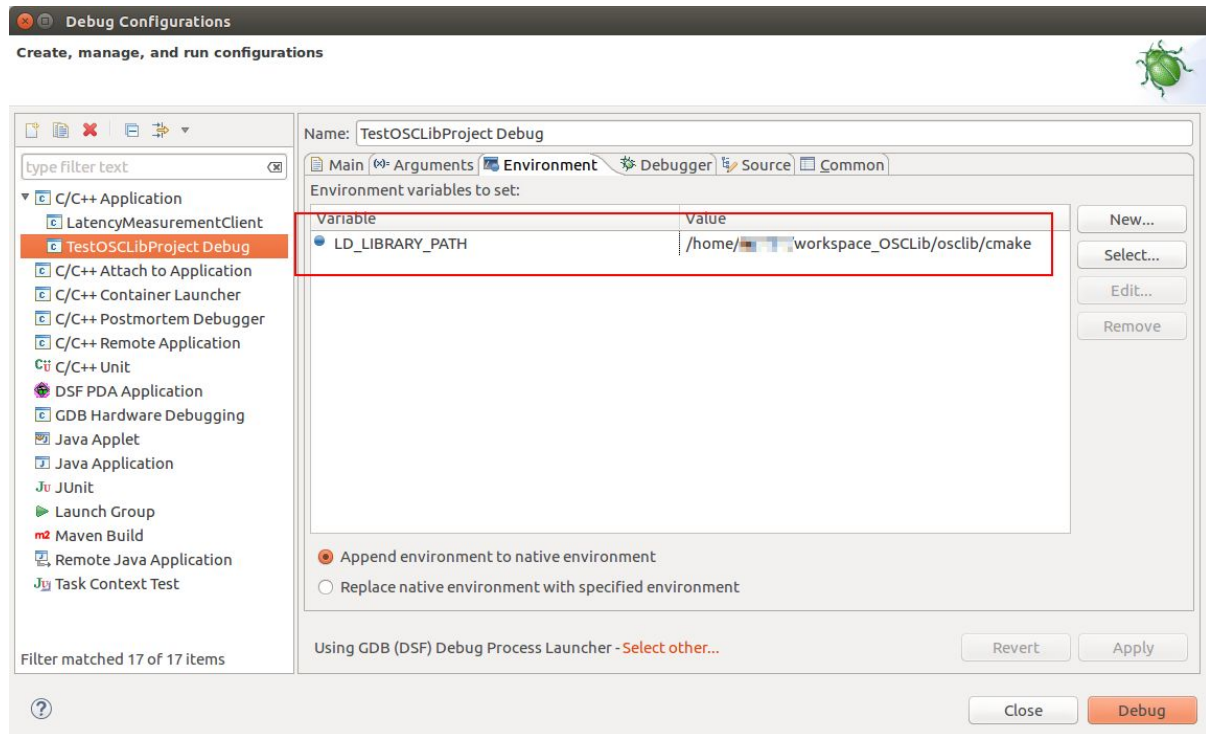 Debug Configurations
Create, manage, and run configurations
Name: TestOSCLibProject Debug
type filter text
Main Arguments Environment Debugger Source Common
Environment variables to set:
C/C++ Application
LatencyMeasurementClient
TestOSCLibProject Debug
C/C++ Attach to Application
C/C++ Container Launcher
C/C++ Postmortem Debugger
C/C++ Remote Application
C/C++ Unit
DSF PDA Application
GDB Hardware Debugging
Java Applet
Java Application
Ju JUnit
Launch Group
m2 Maven Build
Remote Java Application
Task Context Test
Filter matched 17 of 17 items
Variable Value
LD_LIBRARY_PATH /home/ workspace_OSCLib/osclib/cmake
New...
Select...
Edit...
Remove
Append environment to native environment
Replace native environment with specified environment
Using GDB (DSF) Debug Process Launcher - Select other...
Revert Apply
? Close Debug